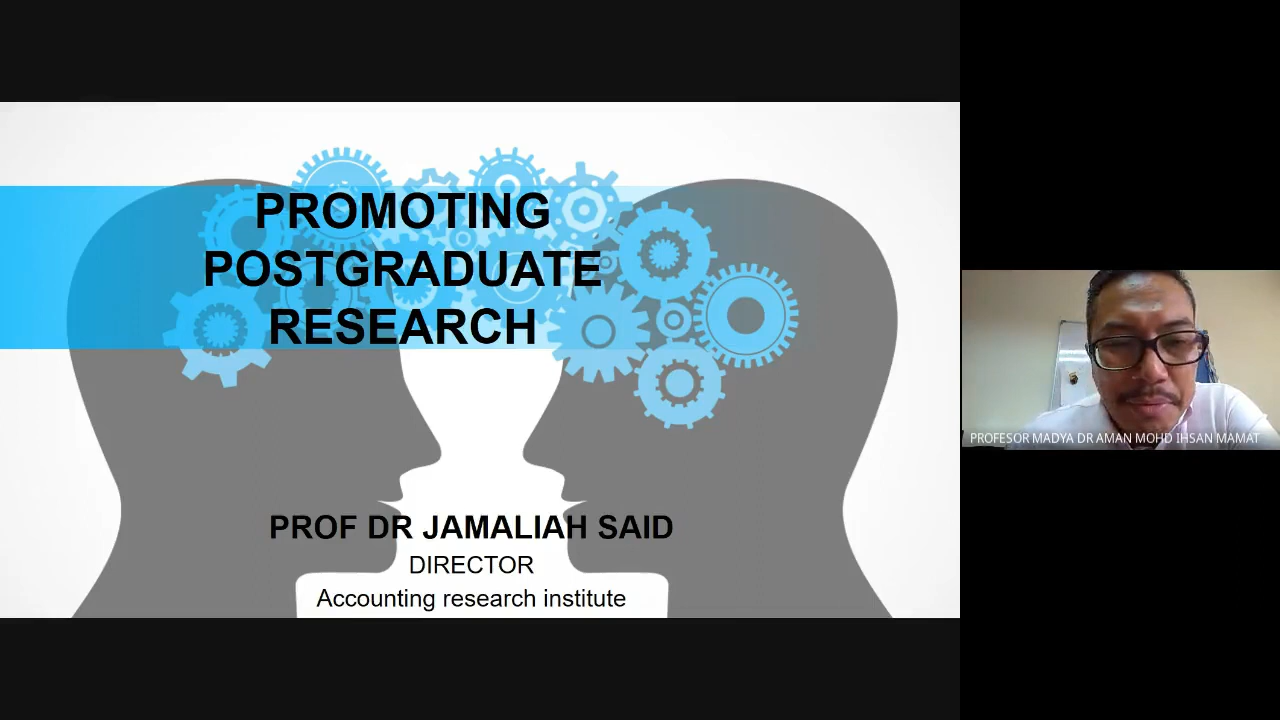 PROMOTING
POSTGRADUATE
RESEARCH
PROF DR JAMALIAH SAID
DIRECTOR
Accounting research institute
PROFESOR MADYA DR AMAN MOHD IHSAN MAMAT